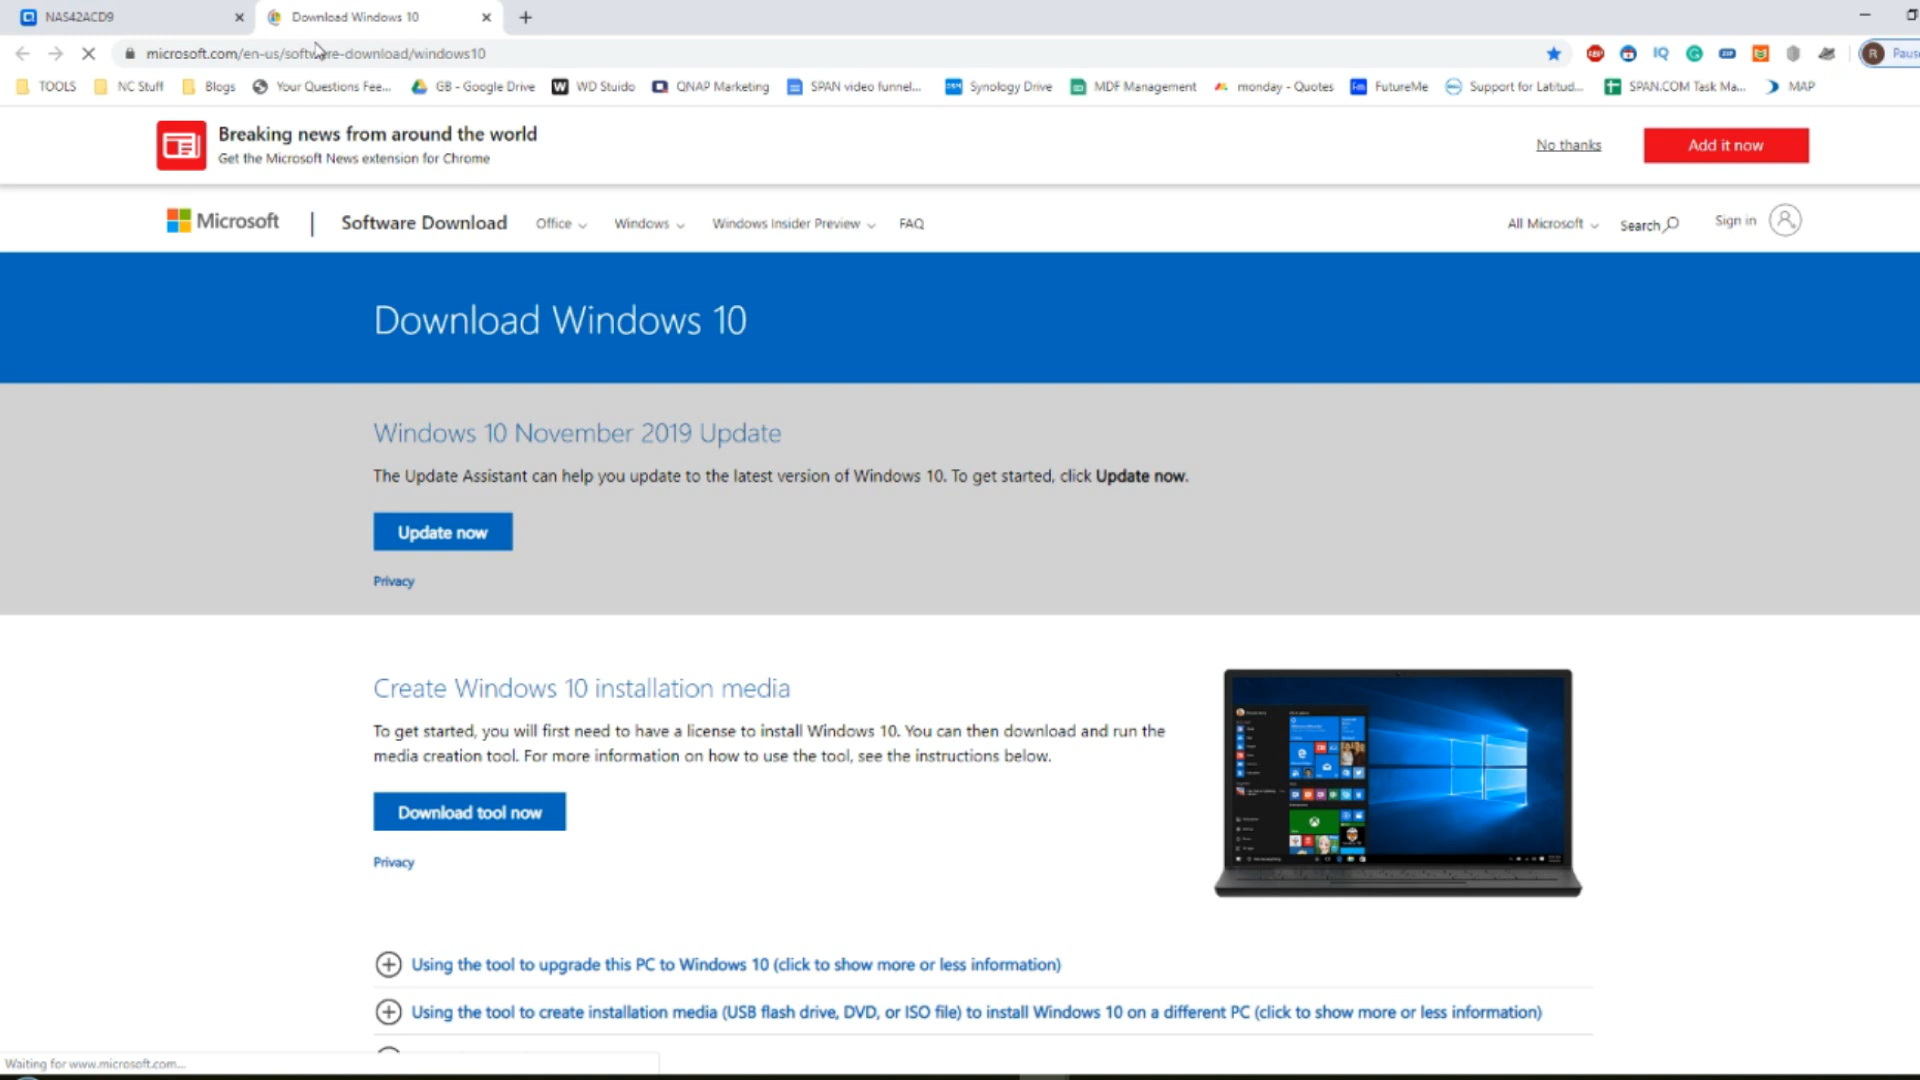 NAS42ACD9
Download Windows 10
microsoft.com/en-us/software-download/windows10
TOOLS
NC Stuff
Blogs
Your Questions Fee...
GB - Google Drive
WD Stuido
QNAP Marketing
SPAN video funnel...
Synology Drive
MDF Management
monday - Quotes
FutureMe
Support for Latitud...
SPAN.COM Task Ma...
MAP
IQ
R
Paus
Breaking news from around the world
Get the Microsoft News extension for Chrome
No thanks
Add it now
Microsoft
Software Download
Office
Windows
Windows Insider Preview
FAQ
All Microsoft
Search
Sign in
Download Windows 10
Windows 10 November 2019 Update
The Update Assistant can help you update to the latest version of Windows 10. To get started, click Update now.
Update now
Privacy
Create Windows 10 installation media
To get started, you will first need to have a license to install Windows 10. You can then download and run the
media creation tool. For more information on how to use the tool, see the instructions below.
Download tool now
Privacy
Using the tool to upgrade this PC to Windows 10 (click to show more or less information)
Using the tool to create installation media (USB flash drive, DVD, or ISO file) to install Windows 10 on a different PC (click to show more or less information)
Waiting for www.microsoft.com...